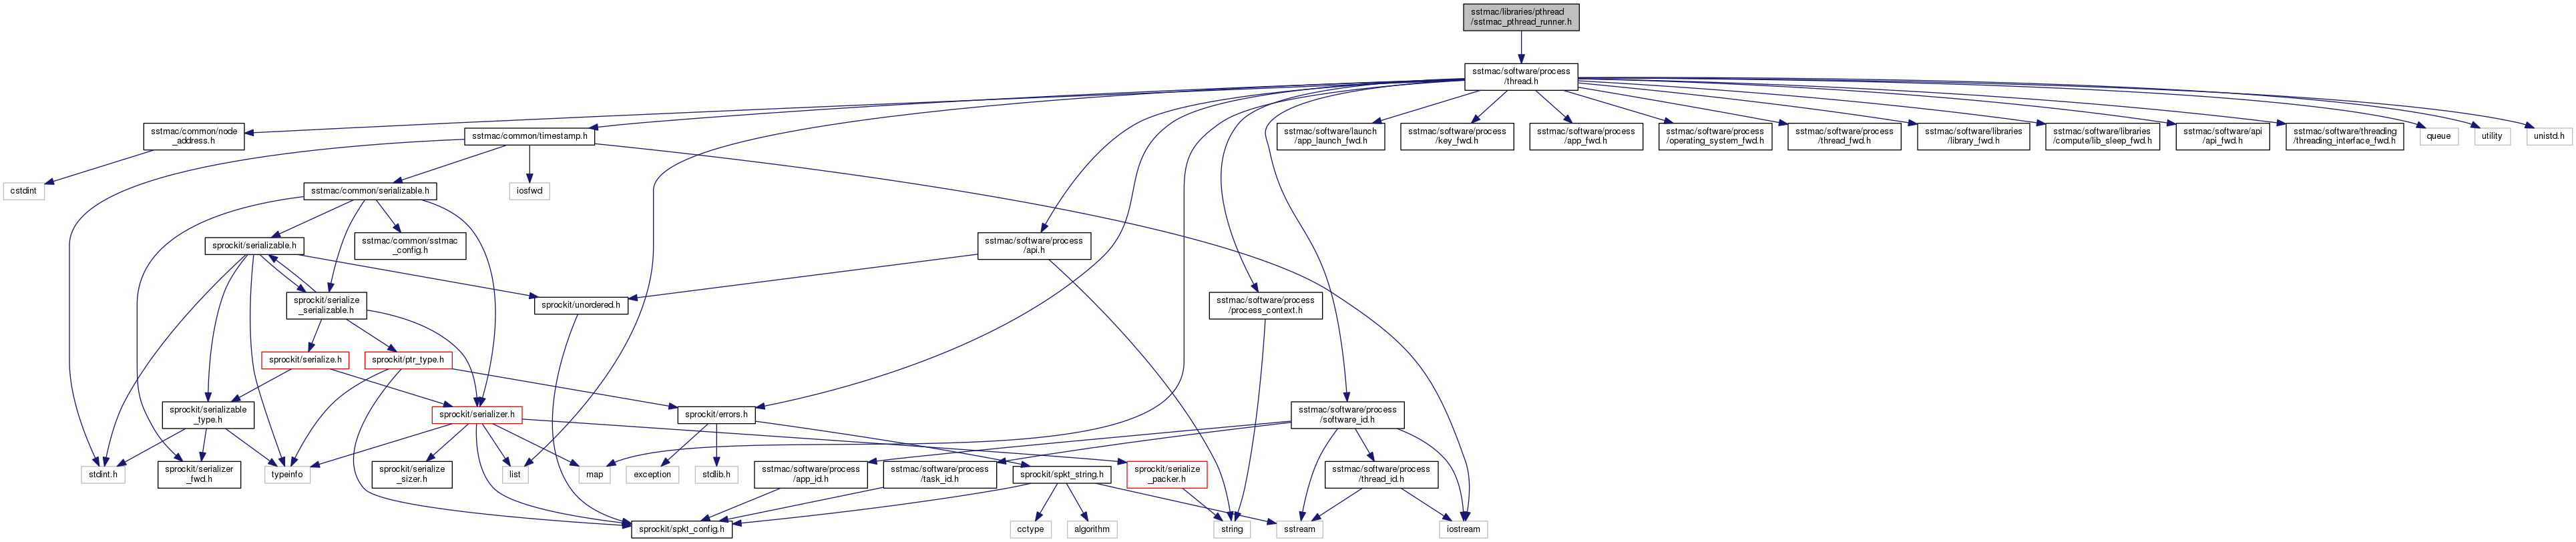 sstmac/libraries/pthread
/sstmac_pthread_runner.h
sstmac/software/process
/thread.h
sstmac/common/node
_address.h
sstmac/common/timestamp.h
sstmac/software/launch
/app_launch_fwd.h
sstmac/software/process
/key_fwd.h
sstmac/software/process
/app_fwd.h
sstmac/software/process
/operating_system_fwd.h
sstmac/software/process
/thread_fwd.h
sstmac/software/libraries
/library_fwd.h
sstmac/software/libraries
/compute/lib_sleep_fwd.h
sstmac/software/api
/api_fwd.h
sstmac/software/threading
/threading_interface_fwd.h
queue
utility
unistd.h
cstdint
sstmac/common/serializable.h
iosfwd
sprockit/serializable.h
sstmac/common/sstmac
_config.h
sstmac/software/process
/api.h
sprockit/serialize
_serializable.h
sprockit/unordered.h
sstmac/software/process
/process_context.h
sprockit/serialize.h
sprockit/ptr_type.h
sprockit/serializable
_type.h
sprockit/serializer.h
sprockit/errors.h
sstmac/software/process
/software_id.h
stdint.h
sprockit/serializer
_fwd.h
typeinfo
sprockit/serialize
_sizer.h
list
map
exception
stdlib.h
sstmac/software/process
/app_id.h
sstmac/software/process
/task_id.h
sprockit/spkt_string.h
sprockit/serialize
_packer.h
sstmac/software/process
/thread_id.h
sprockit/spkt_config.h
cctype
algorithm
string
sstream
iostream